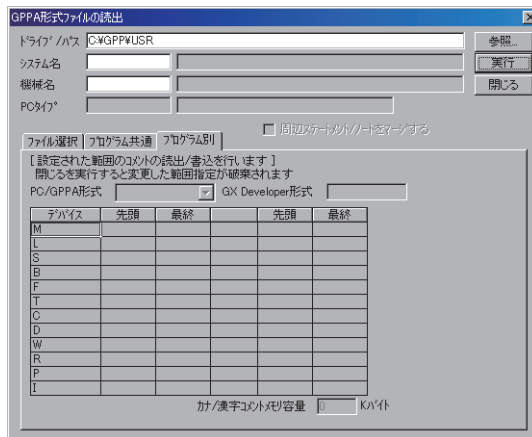 GPPA形式ファイルの読出
ﾄﾞﾗｲﾌﾞ/ﾊﾟｽ C:¥GPP¥USR 参照...
ｼｽﾃﾑ名 実行
機械名 閉じる
PCﾀｲﾌﾟ
周辺ｽﾃｰﾄﾒﾝﾄ/ﾉｰﾄをﾏｰｼﾞする
ﾌｧｲﾙ選択 ﾌﾟﾛｸﾞﾗﾑ共通 ﾌﾟﾛｸﾞﾗﾑ別
[ 設定された範囲のｺﾒﾝﾄの読出/書込を行います ]
閉じるを実行すると変更した範囲指定が破棄されます
PC/GPPA形式 GX Developer形式
ﾃﾞﾊﾞｲｽ 先頭 最終 先頭 最終
M
L
S
B
F
T
C
D
W
R
P
I
ｶﾅ/漢字ｺﾒﾝﾄﾒﾓﾘ容量 0 Kﾊﾞｲﾄ